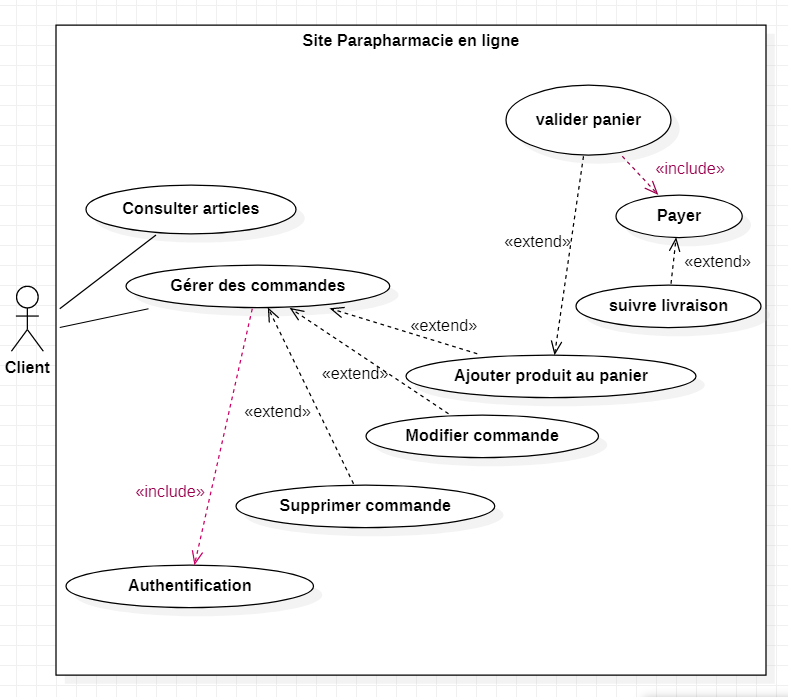 Site Parapharmacie en ligne
valider panier
«include»
Consulter articles
Payer
«extend»
«extend»
Gérer des commandes
suivre livraison
«extend»
Client
«extend»
Ajouter produit au panier
«extend»
Modifier commande
«include»
Supprimer commande
Authentification